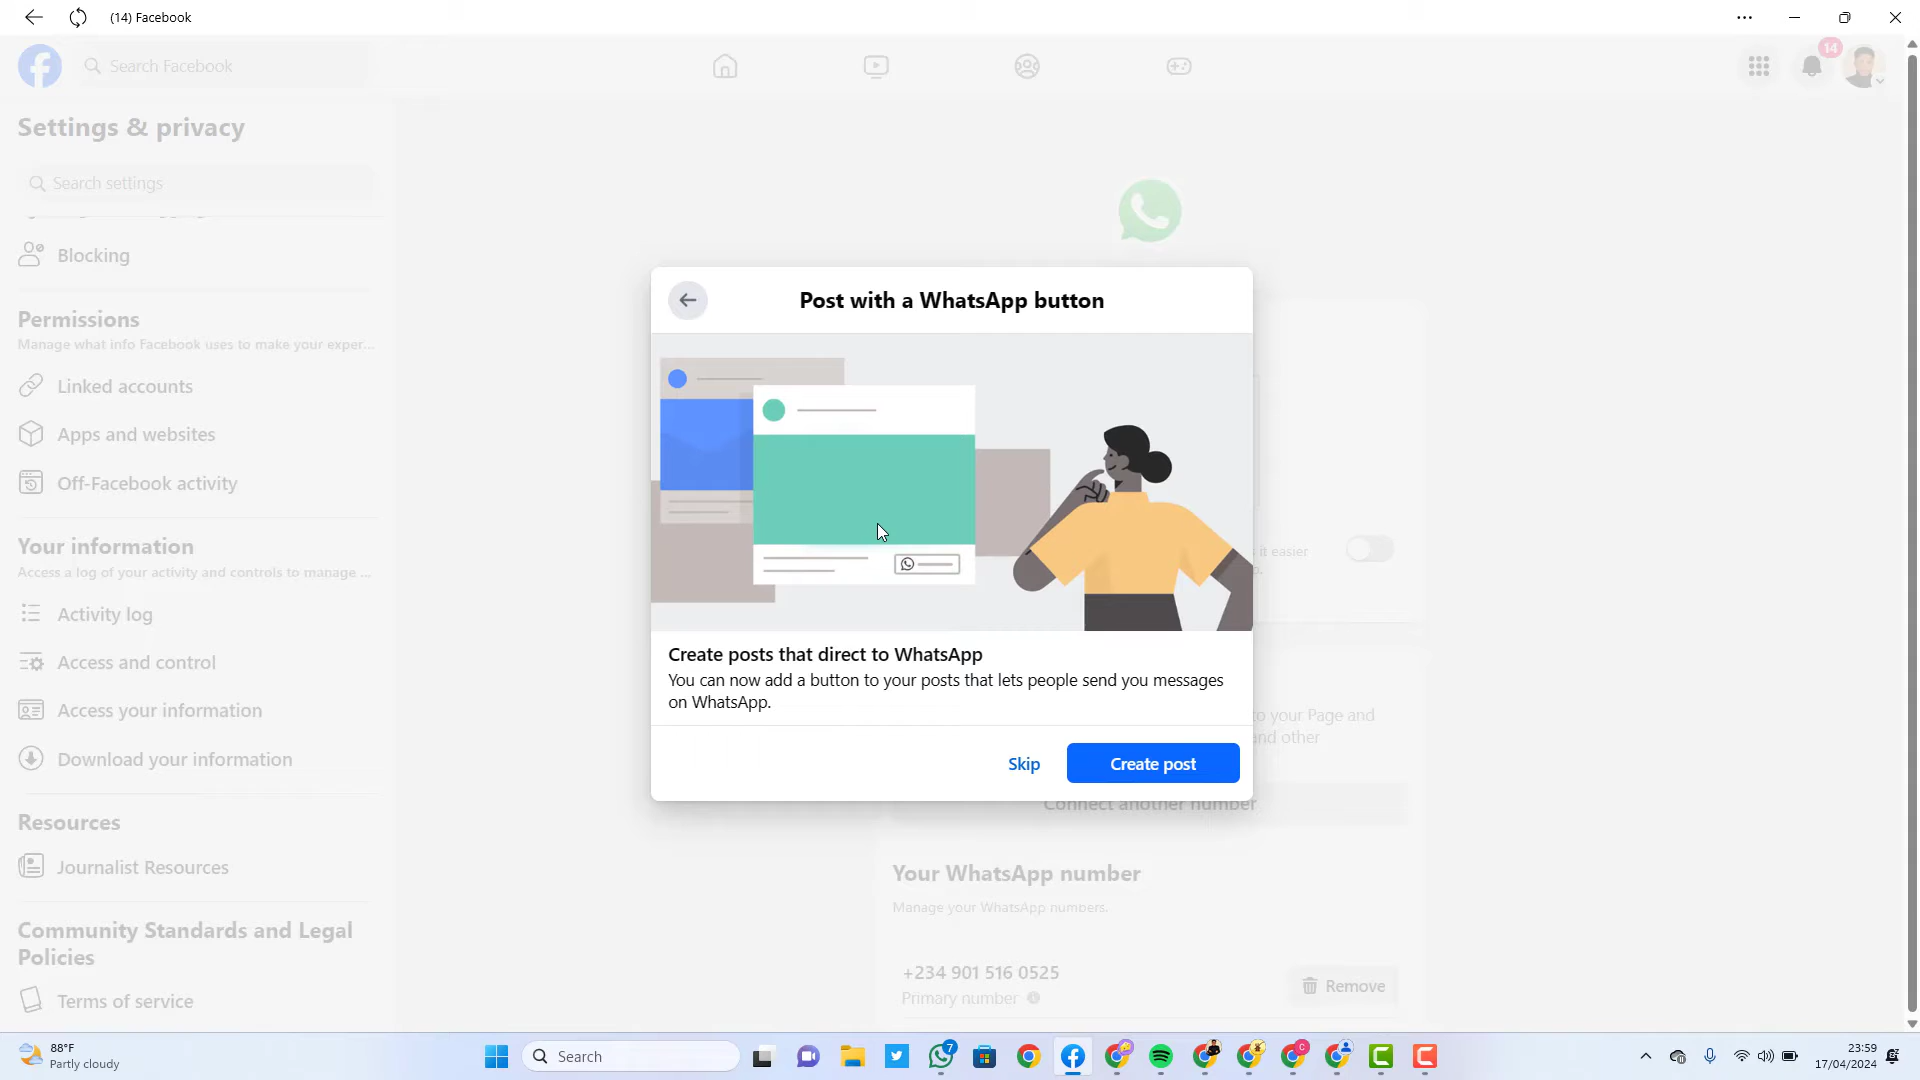 (14) Facebook
Search Facebook
14
Settings & privacy
Search settings
Blocking
Permissions
Manage what info Facebook uses to make your exper...
Linked accounts
Apps and websites
Off-Facebook activity
Your information
Access a log of your activity and controls to manage ...
Activity log
Access and control
Access your information
Download your information
Resources
Journalist Resources
Community Standards and Legal
Policies
Terms of service
Post with a WhatsApp button
Create posts that direct to WhatsApp
You can now add a button to your posts that lets people send you messages
on WhatsApp.
Skip
Create post
it easier
to your Page and
and other
Connect another number
Your WhatsApp number
Manage your WhatsApp numbers.
+234 901 516 0525
Primary number
Remove
88°F
Partly cloudy
Search
7
C
23:59
17/04/2024